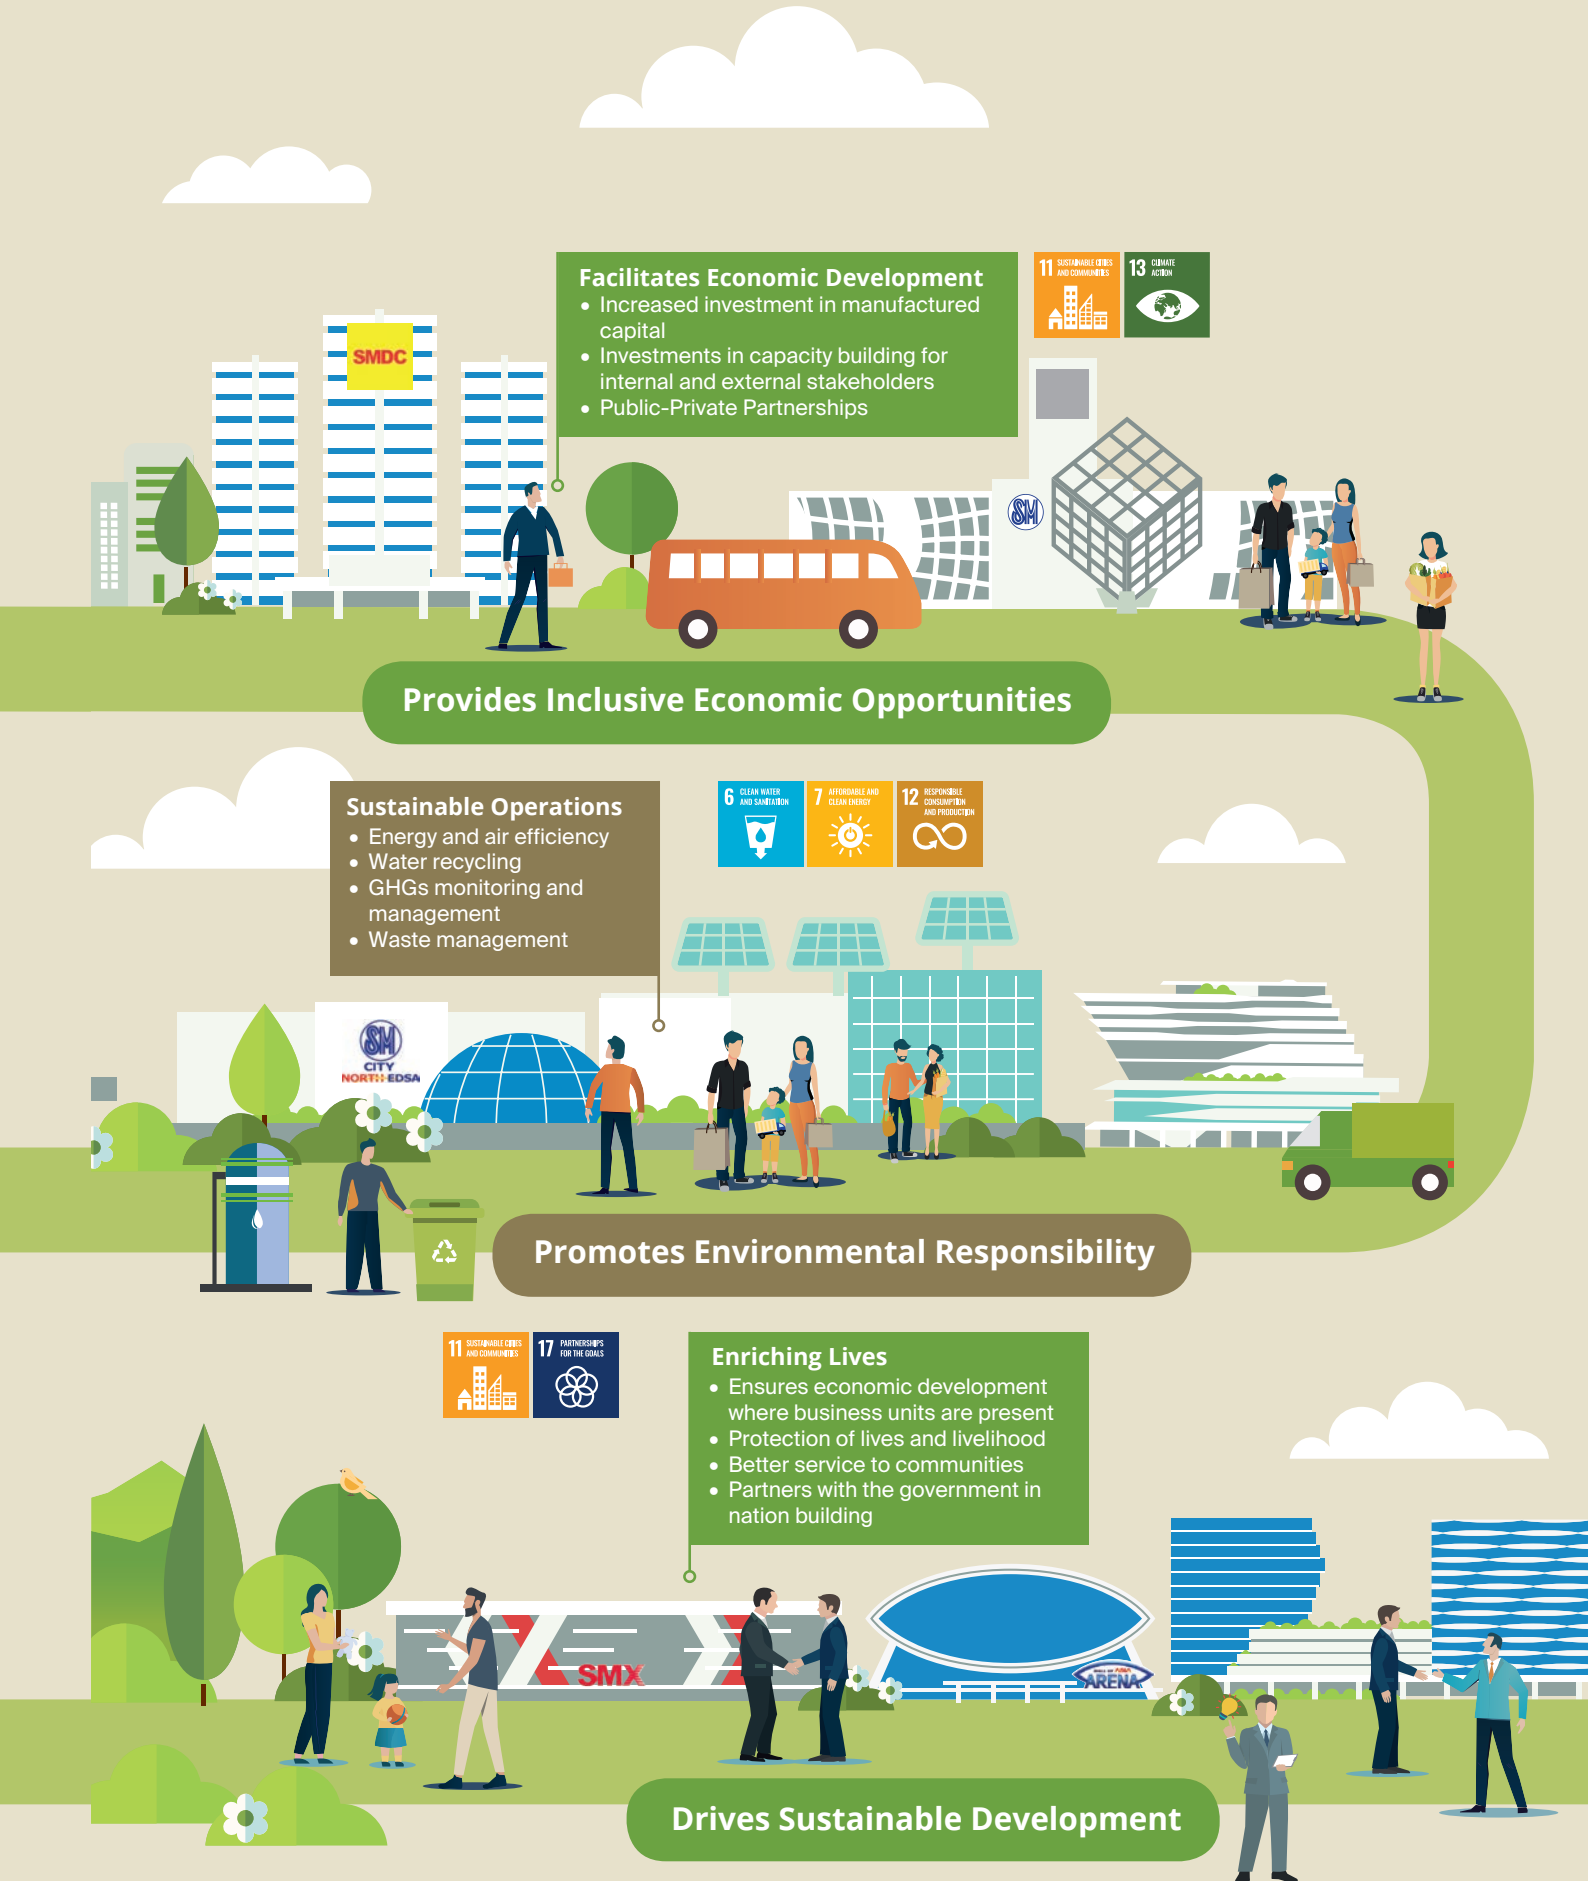 Facilitates Economic Development
• Increased investment in manufactured
capital
• Investments in capacity building for
internal and external stakeholders
• Public-Private Partnerships
11 SUSTAINABLE CITIES
AND COMMUNITIES
13 CLIMATE
ACTION
SMDC
SM
Provides Inclusive Economic Opportunities
Sustainable Operations
• Energy and air efficiency
• Water recycling
• GHGs monitoring and
management
• Waste management
6 CLEAN WATER
AND SANITATION
7 AFFORDABLE AND
CLEAN ENERGY
12 RESPONSIBLE
CONSUMPTION
AND PRODUCTION
SM
CITY
NORTH EDSA
Promotes Environmental Responsibility
11 SUSTAINABLE CITIES
AND COMMUNITIES
17 PARTNERSHIPS
FOR THE GOALS
Enriching Lives
• Ensures economic development
where business units are present
• Protection of lives and livelihood
• Better service to communities
• Partners with the government in
nation building
SMX
MALL OF ASIA
ARENA
Drives Sustainable Development